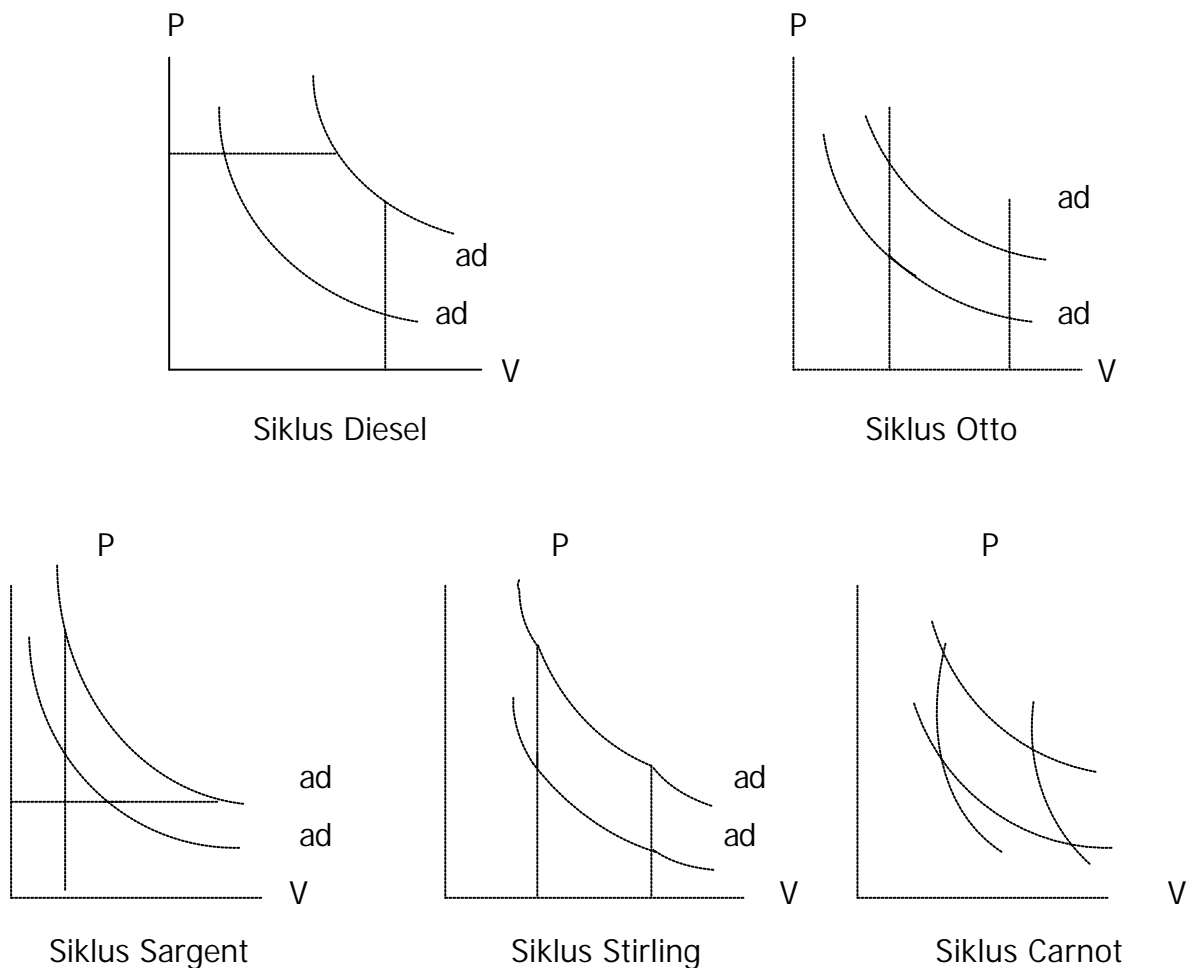 P
P
ad
ad
ad
ad
V
V
Siklus Diesel
Siklus Otto
P
P
P
ad
ad
ad
ad
V
V
V
Siklus Sargent
Siklus Stirling
Siklus Carnot